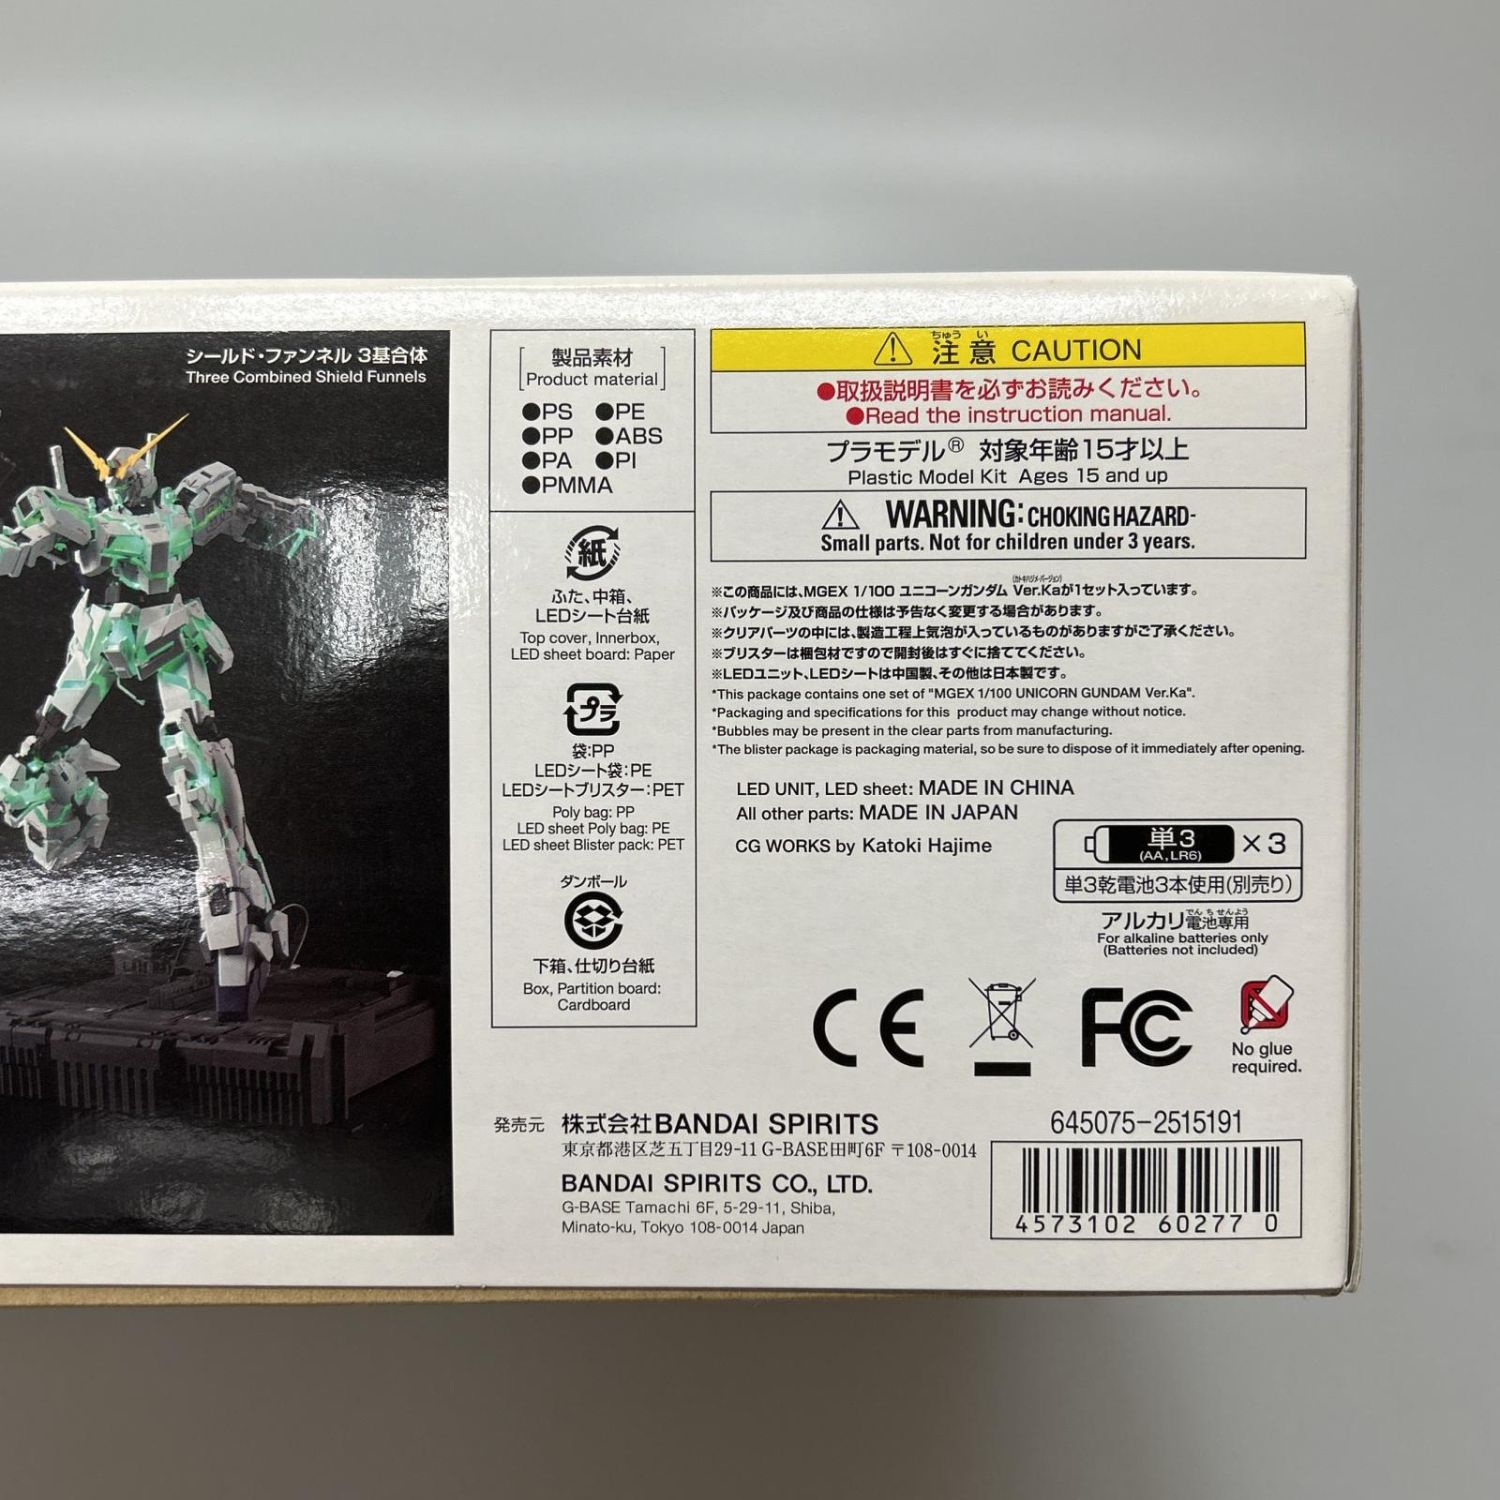 シールド・ファンネル 3基合体
Three Combined Shield Funnels
製品素材
Product material
●PS ●PE
●PP ●ABS
●PA ●PI
●PMMA
紙
ふた、中箱、
LEDシート台紙
Top cover, Innerbox,
LED sheet board: Paper
プラ
袋:PP
LEDシート袋:PE
LEDシートブリスター:PET
Poly bag: PP
LED sheet Poly bag: PE
LED sheet Blister pack: PET
ダンボール
下箱、仕切り台紙
Box, Partition board:
Cardboard
ちゅう い
注意 CAUTION
●取扱説明書を必ずお読みください。
●Read the instruction manual.
プラモデル® 対象年齢15才以上
Plastic Model Kit Ages 15 and up
WARNING: CHOKING HAZARD-
Small parts. Not for children under 3 years.
(カトキハジメ・バージョン)
※この商品には、MGEX 1/100 ユニコーンガンダム Ver.Kaが1セット入っています。
※パッケージ及び商品の仕様は予告なく変更する場合があります。
※クリアパーツの中には、製造工程上気泡が入っているものがありますがご了承ください。
※ブリスターは梱包材ですので開封後はすぐに捨ててください。
※LEDユニット、LEDシートは中国製、その他は日本製です。
*This package contains one set of "MGEX 1/100 UNICORN GUNDAM Ver.Ka".
*Packaging and specifications for this product may change without notice.
*Bubbles may be present in the clear parts from manufacturing.
*The blister package is packaging material, so be sure to dispose of it immediately after opening.
LED UNIT, LED sheet: MADE IN CHINA
All other parts: MADE IN JAPAN
CG WORKS by Katoki Hajime
単3
(AA, LR6)
×3
単3乾電池3本使用(別売り)
でんちせんよう
アルカリ電池専用
For alkaline batteries only
(Batteries not included)
CE
FC
No glue
required.
発売元 株式会社BANDAI SPIRITS
東京都港区芝五丁目29-11 G-BASE田町6F 〒108-0014
BANDAI SPIRITS CO., LTD.
G-BASE Tamachi 6F, 5-29-11, Shiba,
Minato-ku, Tokyo 108-0014 Japan
645075-2515191
4573102 60277 0